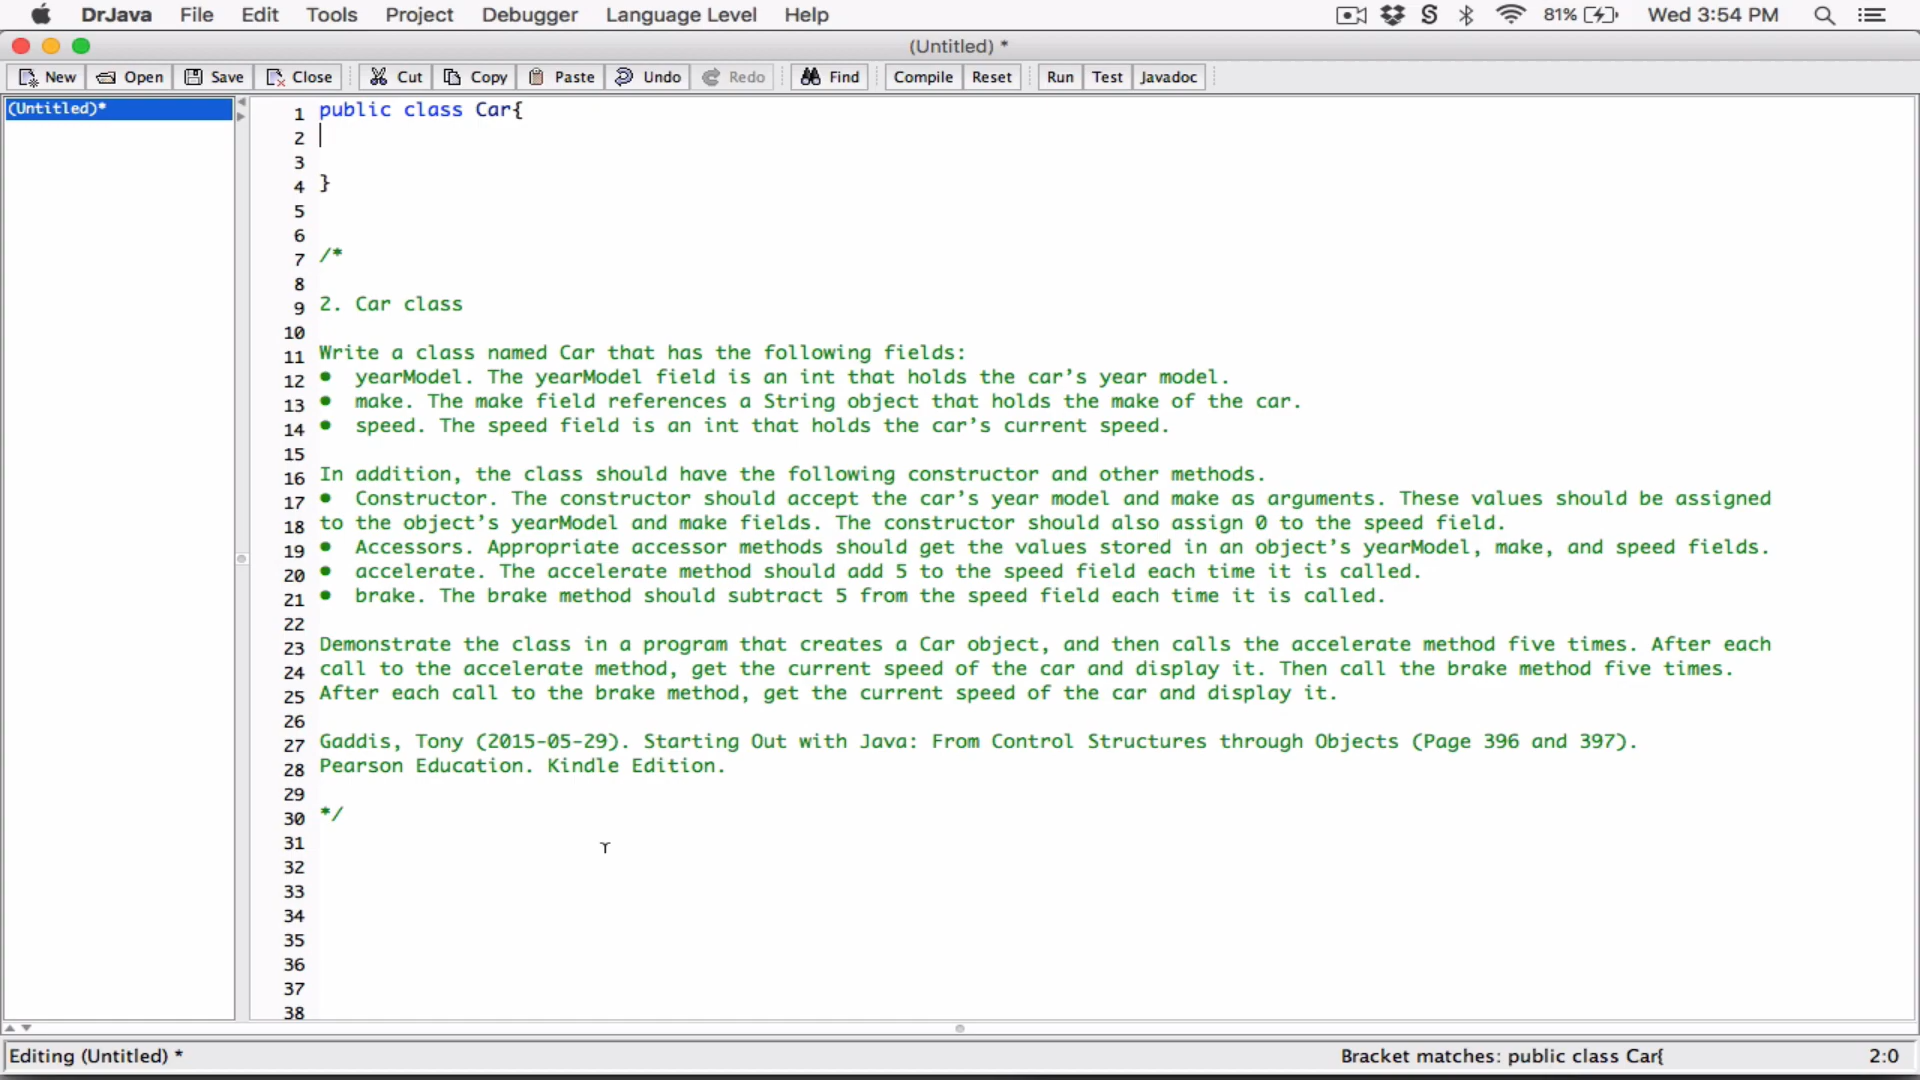 DrJava File Edit Tools Project Debugger Language Level Help 81% Wed 3:54 PM
(Untitled) *
New Open Save Close Cut Copy Paste Undo Redo Find Compile Reset Run Test Javadoc
(Untitled)*
1 public class Car{
2
3
4 }
5
6
7 /*
8
9 2. Car class
10
11 Write a class named Car that has the following fields:
12 • yearModel. The yearModel field is an int that holds the car’s year model.
13 • make. The make field references a String object that holds the make of the car.
14 • speed. The speed field is an int that holds the car’s current speed.
15
16 In addition, the class should have the following constructor and other methods.
17 • Constructor. The constructor should accept the car’s year model and make as arguments. These values should be assigned
18 to the object’s yearModel and make fields. The constructor should also assign 0 to the speed field.
19 • Accessors. Appropriate accessor methods should get the values stored in an object’s yearModel, make, and speed fields.
20 • accelerate. The accelerate method should add 5 to the speed field each time it is called.
21 • brake. The brake method should subtract 5 from the speed field each time it is called.
22
23 Demonstrate the class in a program that creates a Car object, and then calls the accelerate method five times. After each
24 call to the accelerate method, get the current speed of the car and display it. Then call the brake method five times.
25 After each call to the brake method, get the current speed of the car and display it.
26
27 Gaddis, Tony (2015-05-29). Starting Out with Java: From Control Structures through Objects (Page 396 and 397).
28 Pearson Education. Kindle Edition.
29
30 */
31
32
33
34
35
36
37
38
Editing (Untitled) * Bracket matches: public class Car{ 2:0